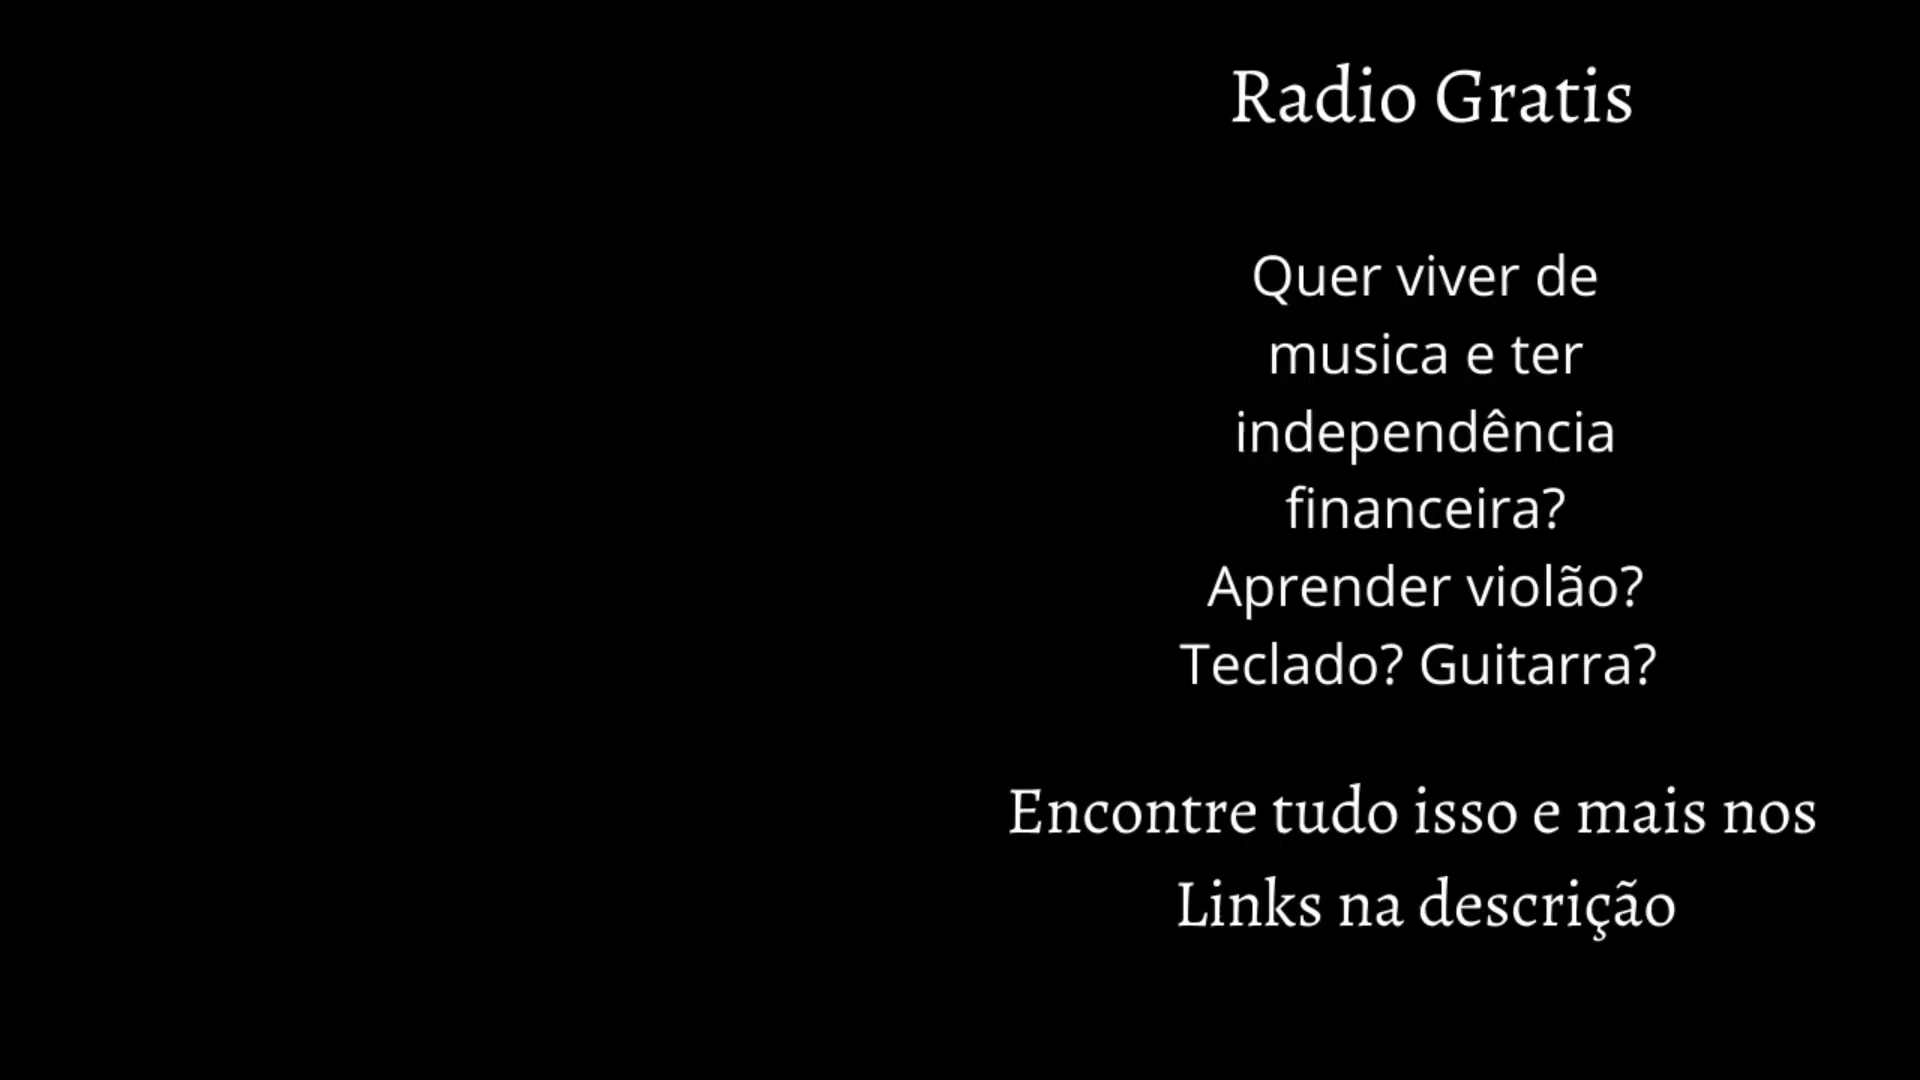 Radio Gratis
Quer viver de
musica e ter
independência
financeira?
Aprender violão?
Teclado? Guitarra?
Encontre tudo isso e mais nos
Links na descrição